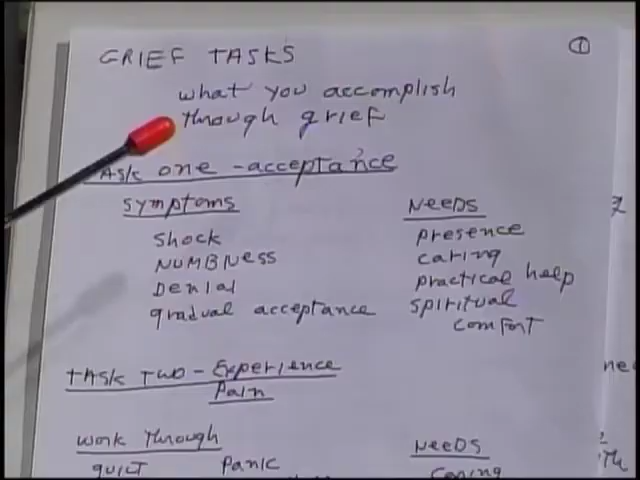 GRIEF TASKS
①
what you accomplish
through grief
TASK ONE - acceptance
Symptoms
NEEDS
Shock
presence
NUMBNESS
caring
Denial
practical help
gradual acceptance
spiritual
comfort
TASK TWO - Experience
Pain
work through
NEEDS
guilt
panic
caring